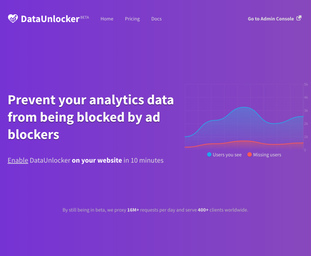 DataUnlocker BETA Home Pricing Docs Go to Admin Console
Prevent your analytics data
from being blocked by ad
blockers
Enable DataUnlocker on your website in 10 minutes
Users you see Missing users
By still being in beta, we proxy 16M+ requests per day and serve 400+ clients worldwide.